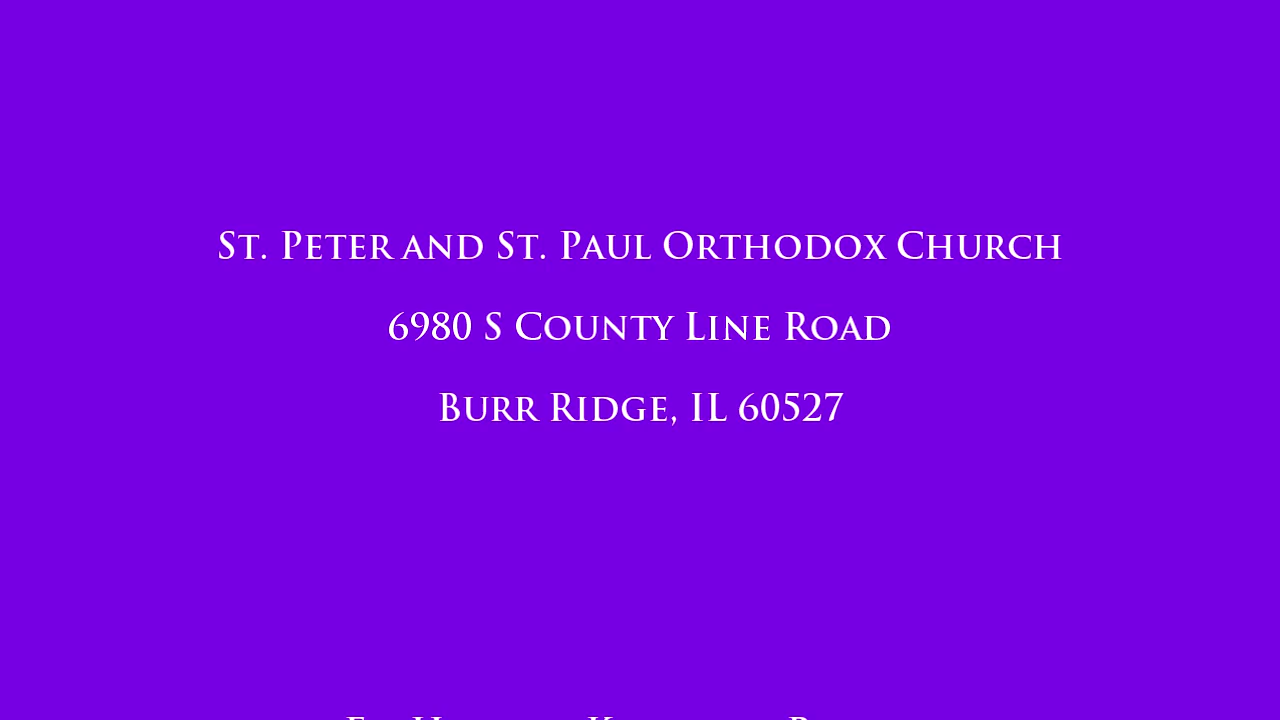 St. Peter and St. Paul Orthodox Church
6980 S County Line Road
Burr Ridge, IL 60527